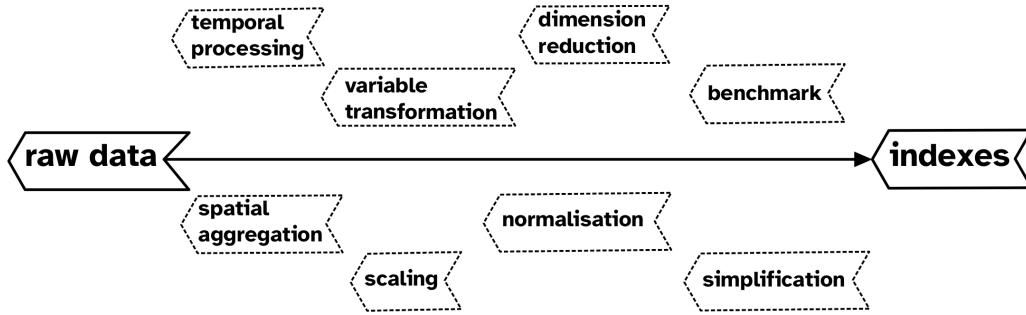 temporal
processing
dimension
reduction
variable
transformation
benchmark
raw data
indexes
spatial
aggregation
normalisation
scaling
simplification